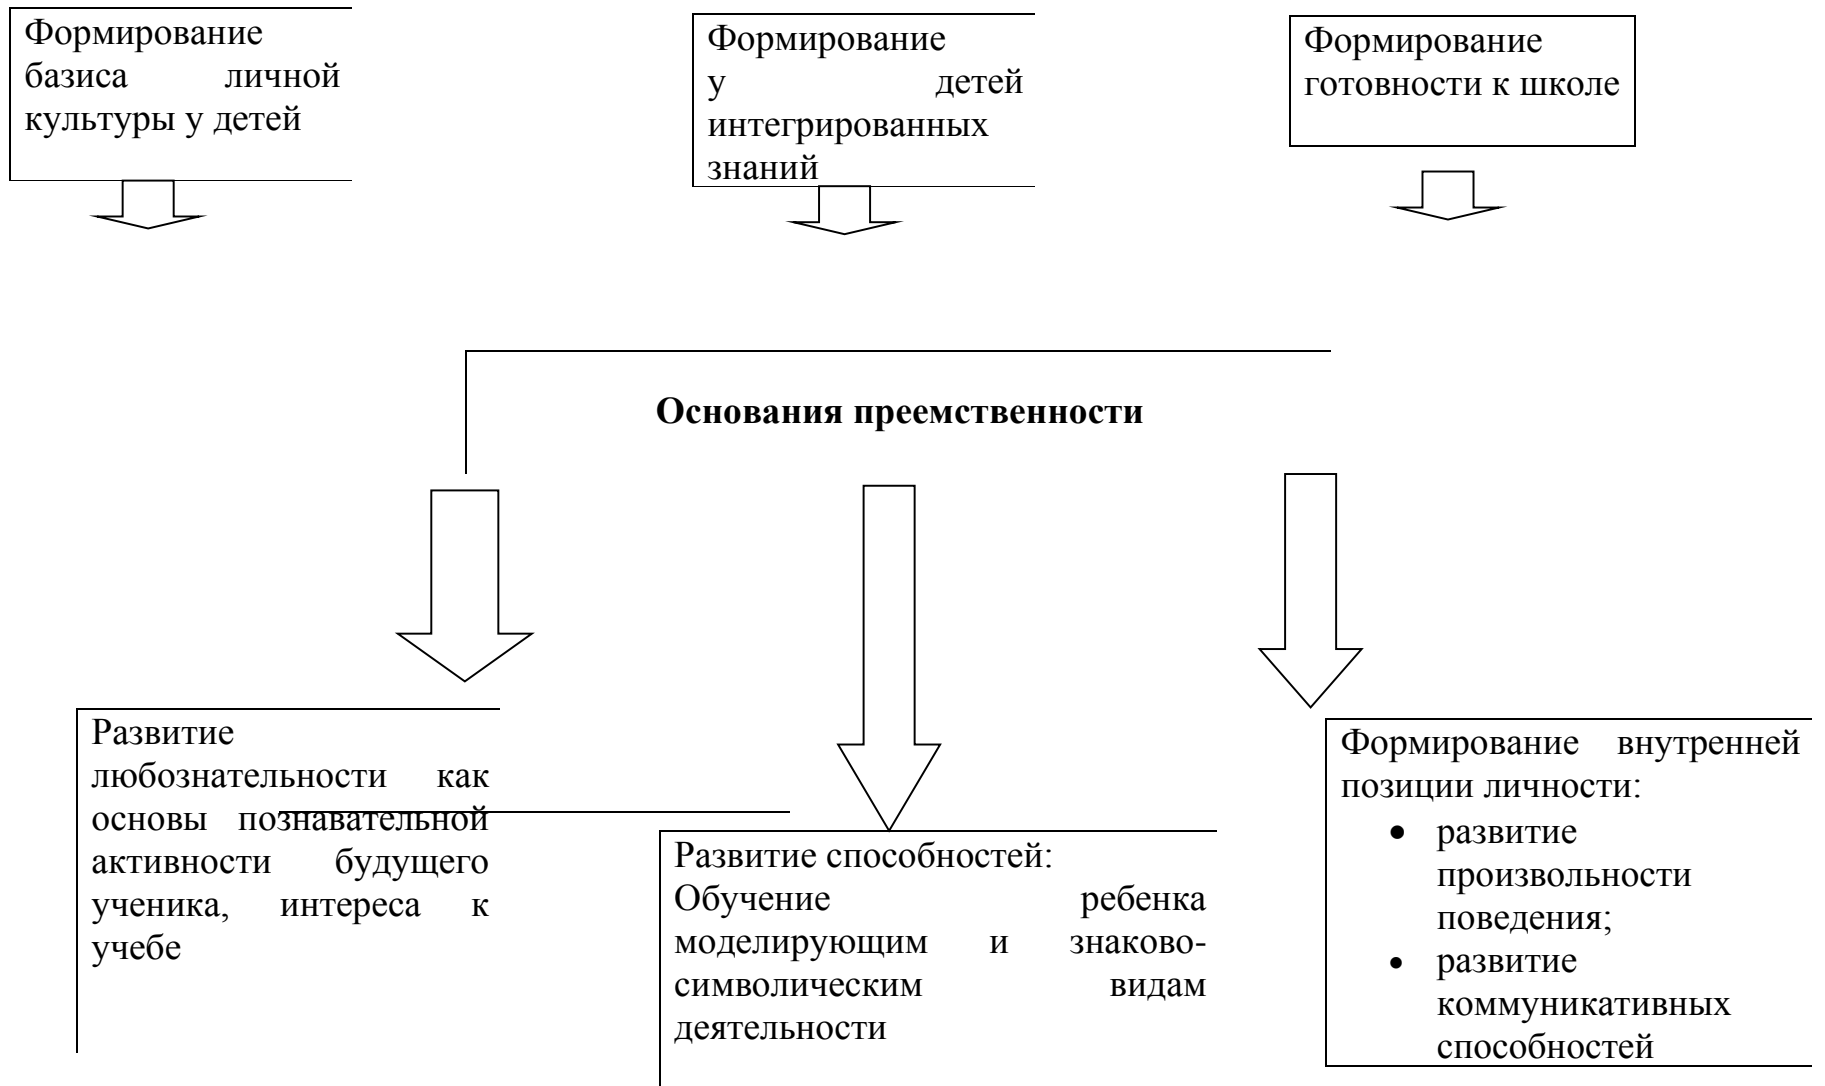 Формирование
базиса личной
культуры у детей
Формирование
у детей
интегрированных
знаний
Формирование
готовности к школе
Основания преемственности
Развитие
любознательности как
основы познавательной
активности будущего
ученика, интереса к
учебе
Развитие способностей:
Обучение ребенка
моделирующим и знаково-
символическим видам
деятельности
Формирование внутренней
позиции личности:
• развитие
произвольности
поведения;
• развитие
коммуникативных
способностей